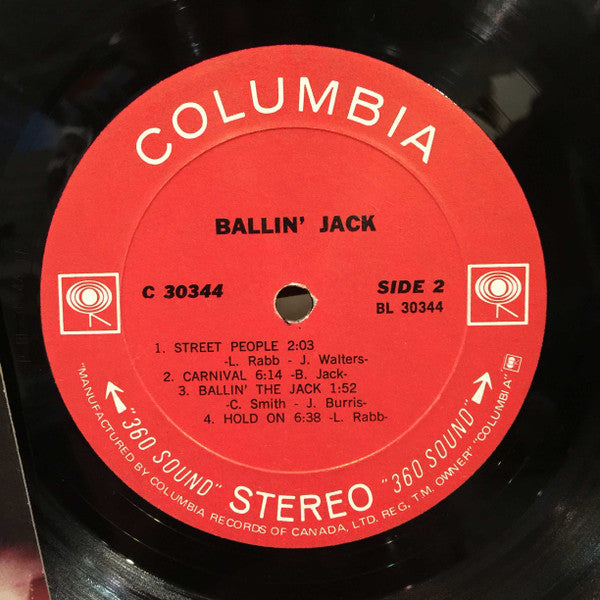 COLUMBIA
BALLIN' JACK
C 30344
SIDE 2
BL 30344
1. STREET PEOPLE 2:03
-L. Rabb - J. Walters-
2. CARNIVAL 6:14 -B. Jack-
3. BALLIN' THE JACK 1:52
-C. Smith - J. Burris-
4. HOLD ON 6:38 -L. Rabb-
"360 SOUND" STEREO "360 SOUND"
"MANUFACTURED BY COLUMBIA RECORDS OF CANADA, LTD. REG, T.M. OWNER" "COLUMBIA"